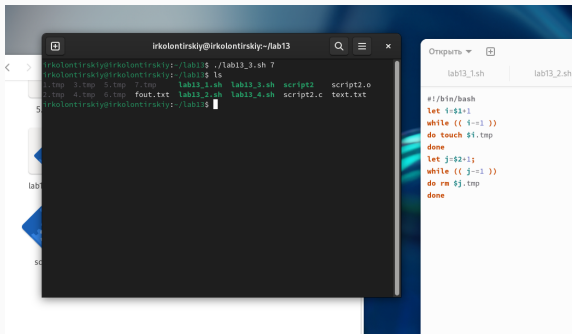 irkolontirskiy@irkolontirskiy:~/lab13
irkolontirskiy@irkolontirskiy:~/lab13$ ./lab13_3.sh 7
irkolontirskiy@irkolontirskiy:~/lab13$ ls
1.tmp 3.tmp 5.tmp 7.tmp lab13_1.sh lab13_3.sh script2 script2.o
2.tmp 4.tmp 6.tmp fout.txt lab13_2.sh lab13_4.sh script2.c text.txt
irkolontirskiy@irkolontirskiy:~/lab13$
5.
lab1
sc
Открыть
lab13_1.sh lab13_2.sh
#!/bin/bash
let i=$1+1
while (( i-=1 ))
do touch $i.tmp
done
let j=$2+1;
while (( j-=1 ))
do rm $j.tmp
done